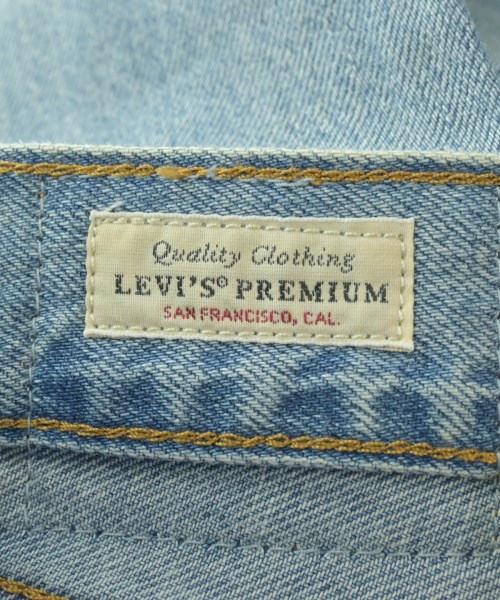 Quality Clothing
LEVI'S® PREMIUM
SAN FRANCISCO, CAL.